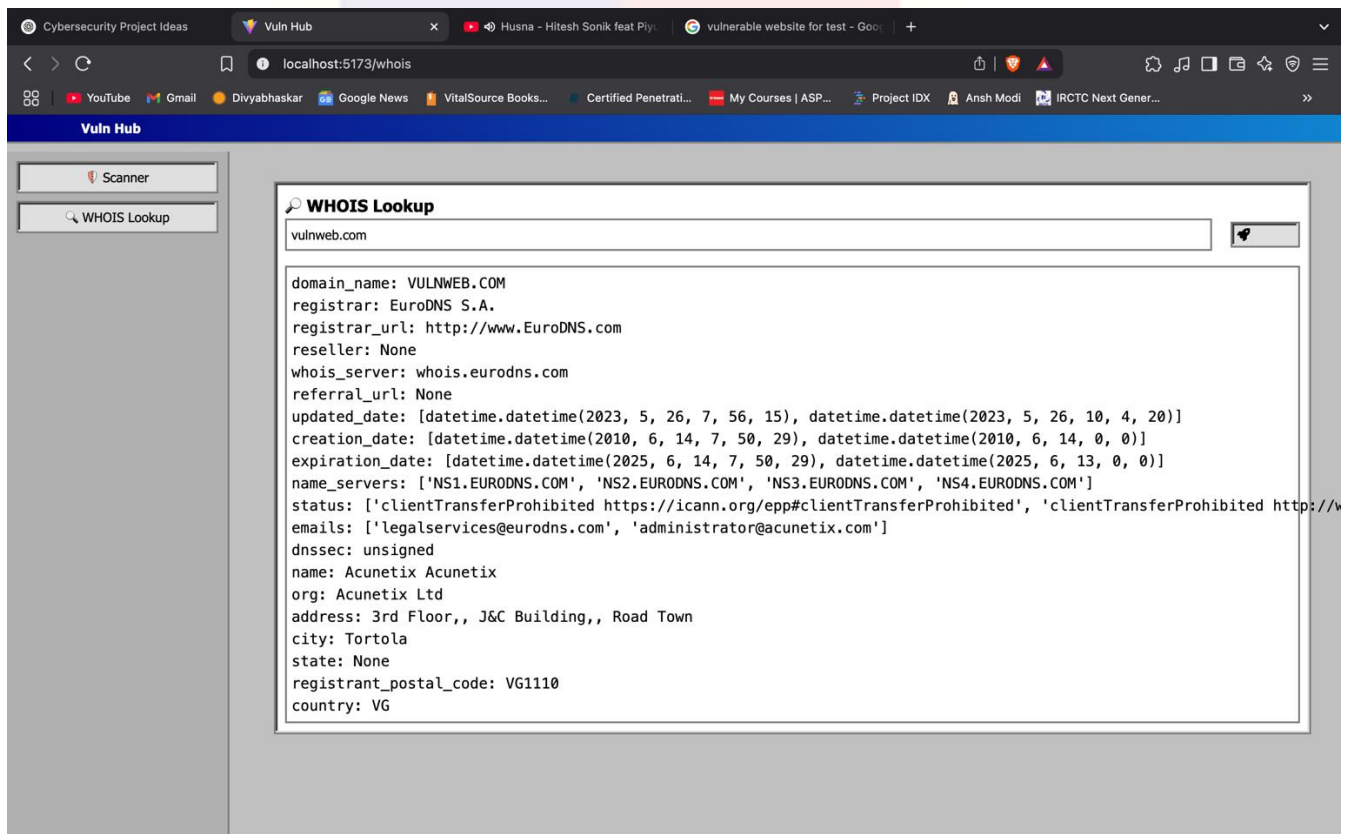 Cybersecurity Project Ideas
Vuln Hub
Husna - Hitesh Sonik feat Piy
vulnerable website for test - Goog
localhost:5173/whois
YouTube
Gmail
Divyabhaskar
Google News
VitalSource Books...
Certified Penetrati...
My Courses | ASP...
Project IDX
Ansh Modi
IRCTC Next Gener...
Vuln Hub
Scanner
WHOIS Lookup
WHOIS Lookup
vulnweb.com
domain_name: VULNWEB.COM
registrar: EuroDNS S.A.
registrar_url: http://www.EuroDNS.com
reseller: None
whois_server: whois.eurodns.com
referral_url: None
updated_date: [datetime.datetime(2023, 5, 26, 7, 56, 15), datetime.datetime(2023, 5, 26, 10, 4, 20)]
creation_date: [datetime.datetime(2010, 6, 14, 7, 50, 29), datetime.datetime(2010, 6, 14, 0, 0)]
expiration_date: [datetime.datetime(2025, 6, 14, 7, 50, 29), datetime.datetime(2025, 6, 13, 0, 0)]
name_servers: ['NS1.EURODNS.COM', 'NS2.EURODNS.COM', 'NS3.EURODNS.COM', 'NS4.EURODNS.COM']
status: ['clientTransferProhibited https://icann.org/epp#clientTransferProhibited', 'clientTransferProhibited http://w
emails: ['legalservices@eurodns.com', 'administrator@acunetix.com']
dnssec: unsigned
name: Acunetix Acunetix
org: Acunetix Ltd
address: 3rd Floor,, J&C Building,, Road Town
city: Tortola
state: None
registrant_postal_code: VG1110
country: VG